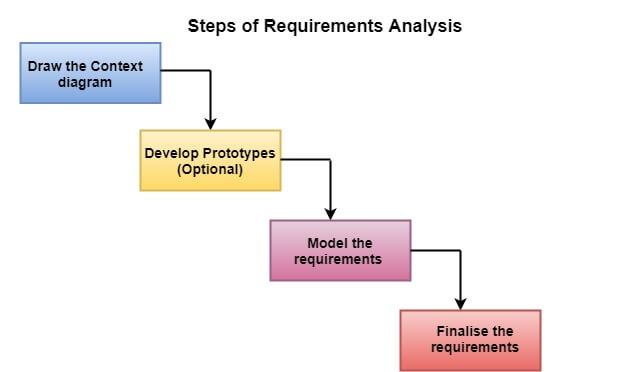 Steps of Requirements Analysis
Draw the Context
diagram
Develop Prototypes
(Optional)
Model the
requirements
Finalise the
requirements